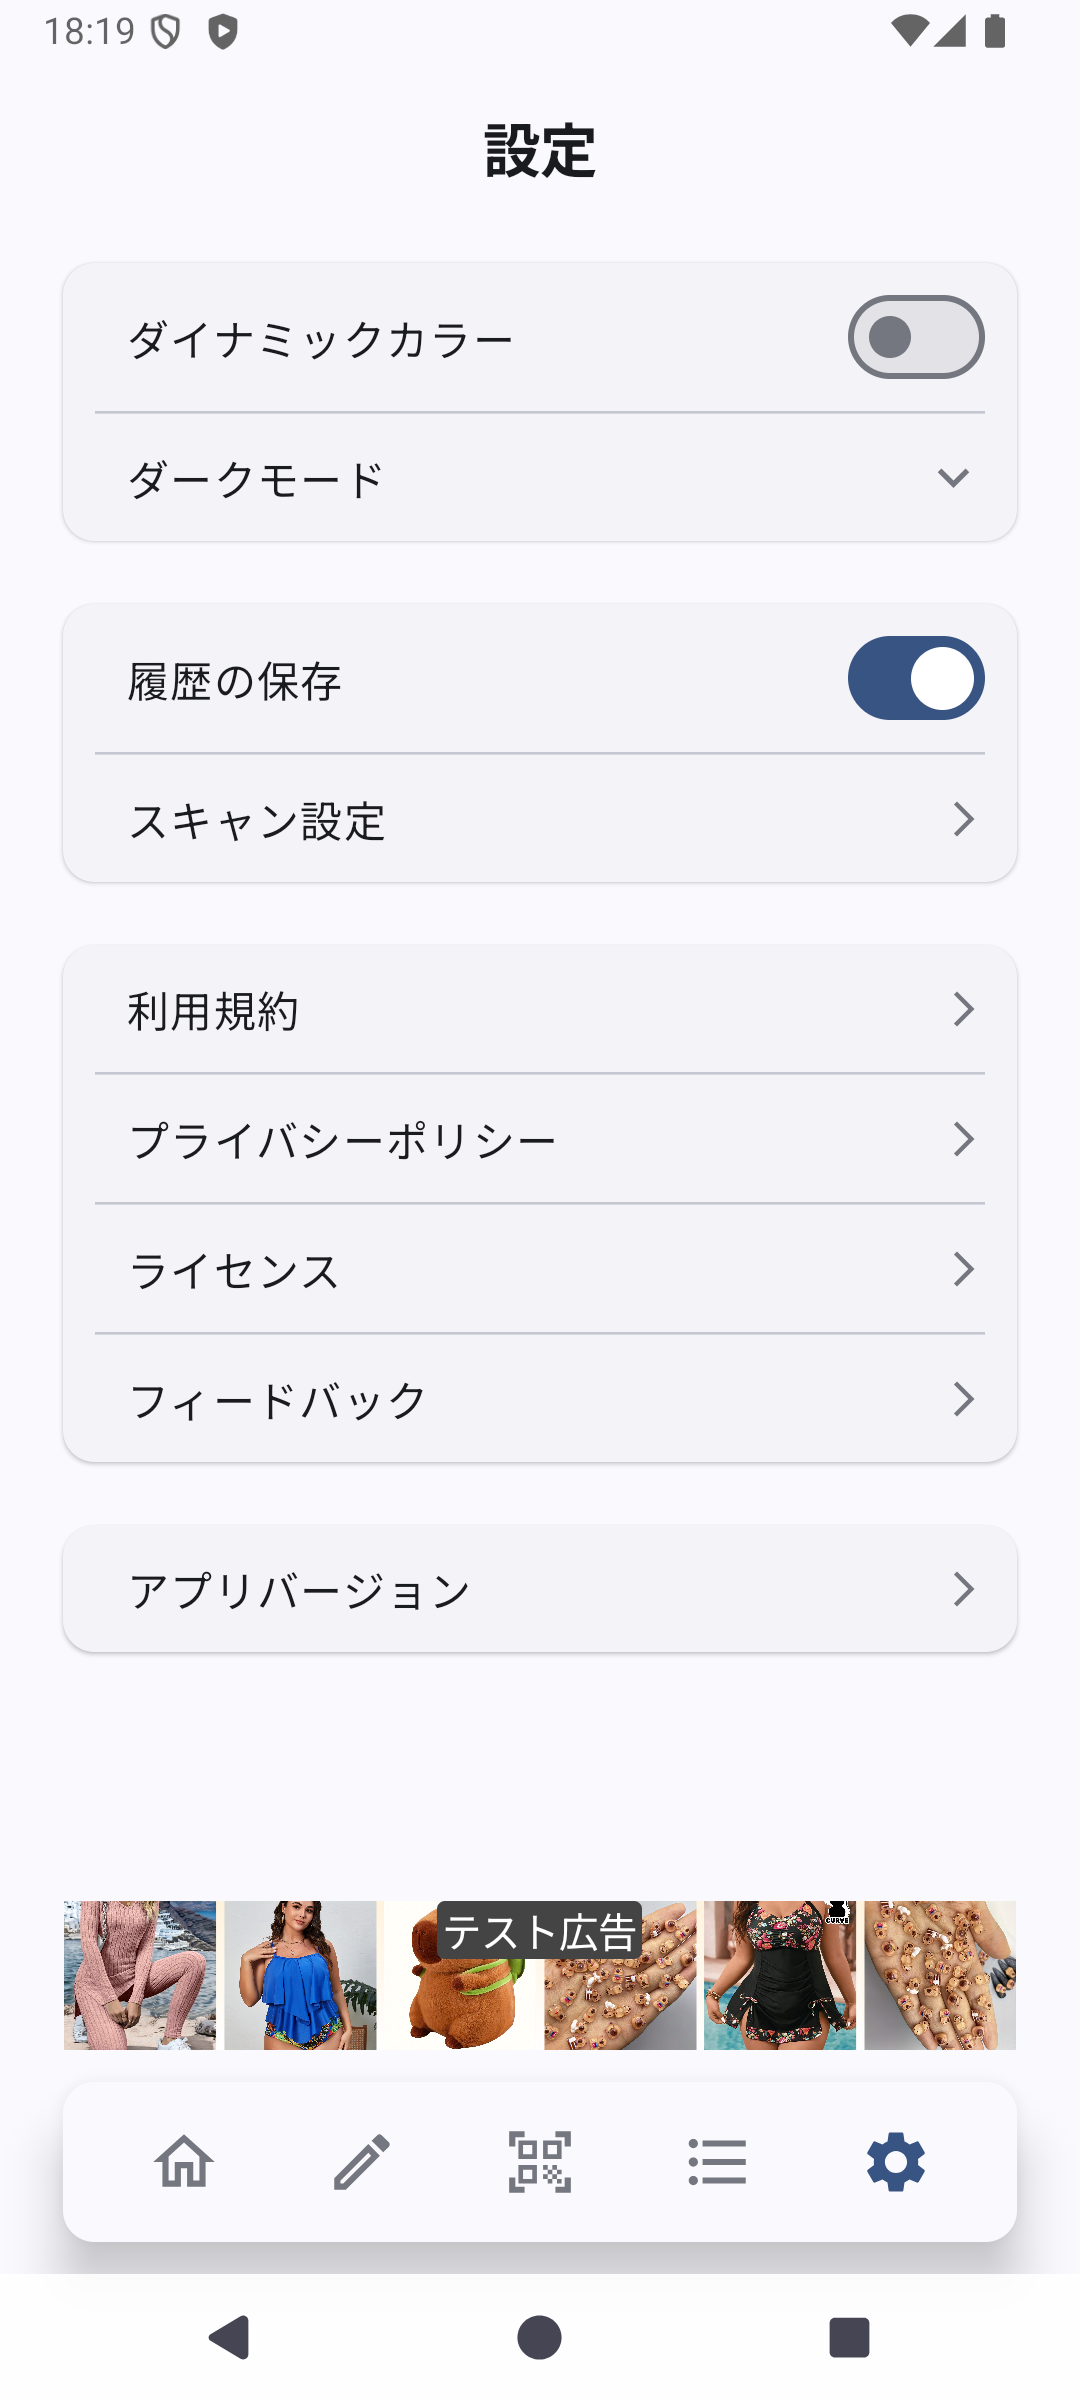 18:19
設定
ダイナミックカラー
ダークモード
履歴の保存
スキャン設定
利用規約
プライバシーポリシー
ライセンス
フィードバック
アプリバージョン
テスト広告
CURVE